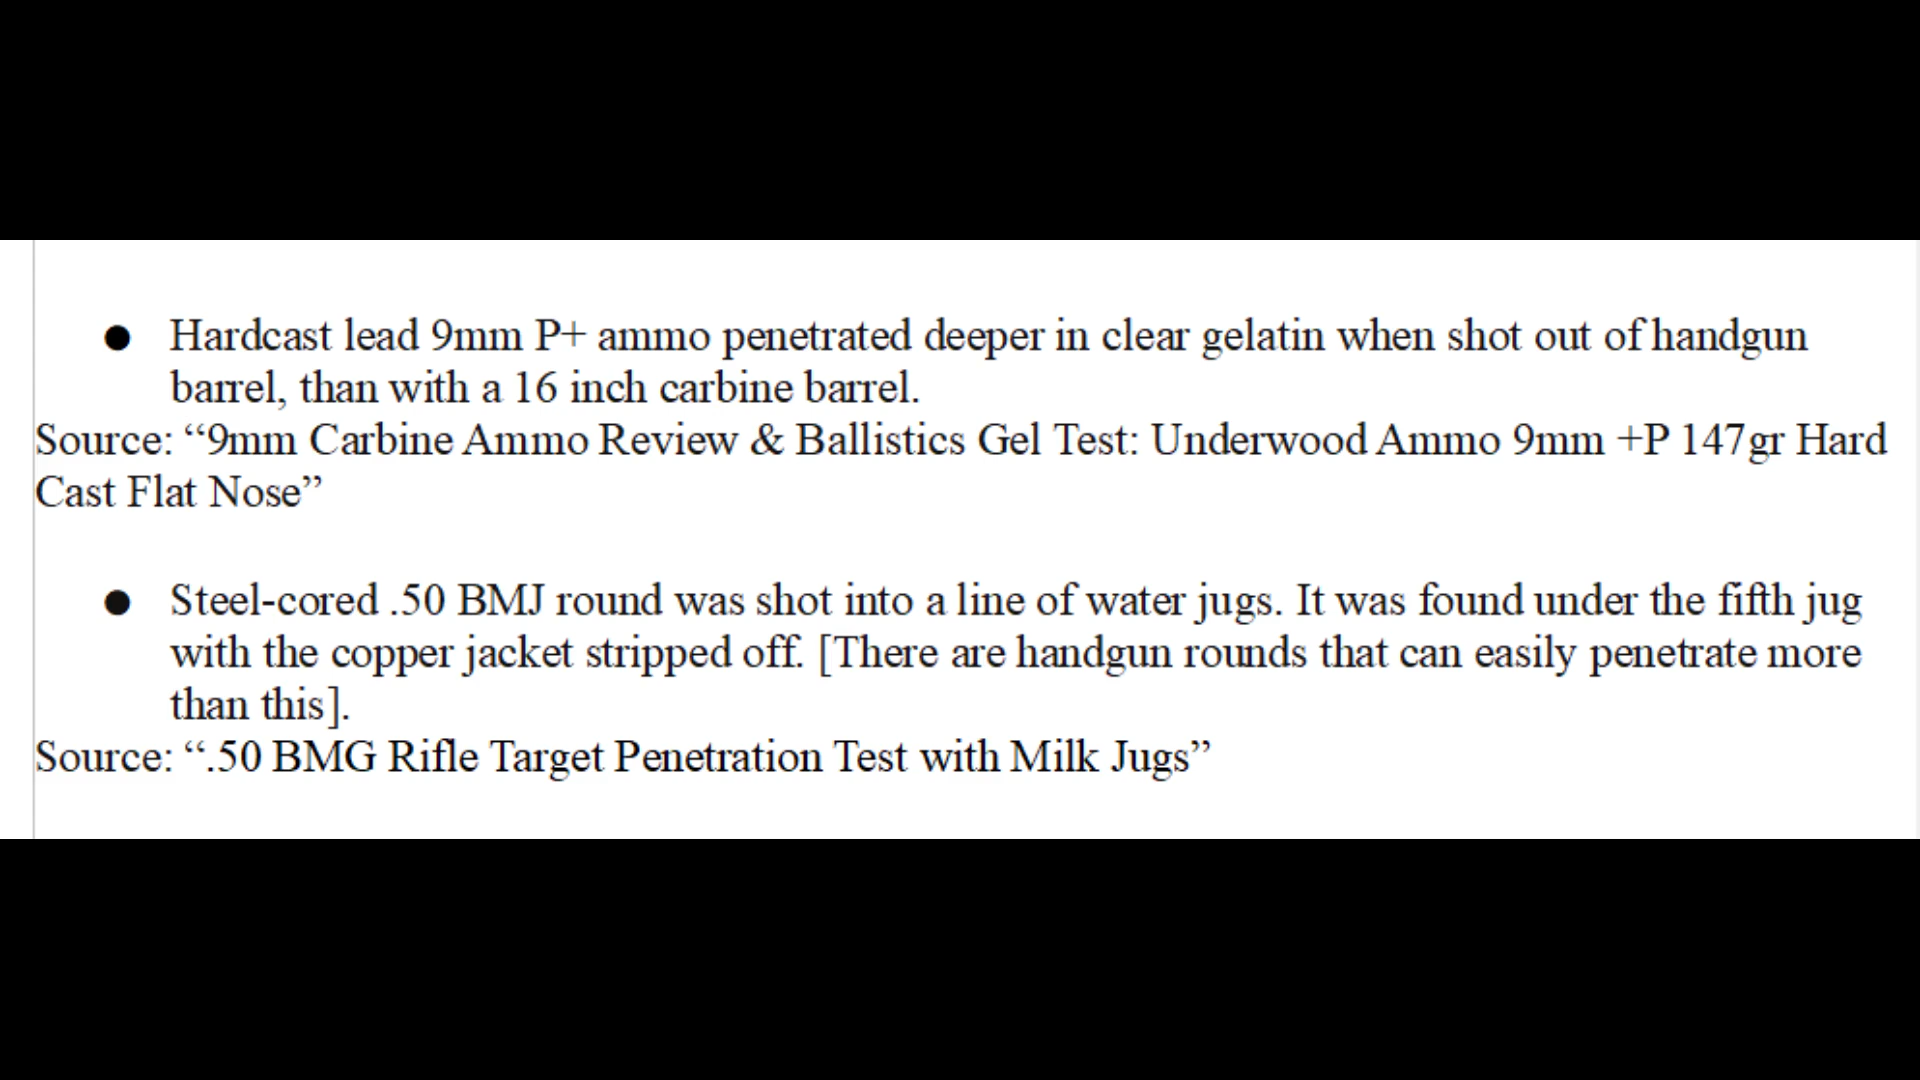 ● Hardcast lead 9mm P+ ammo penetrated deeper in clear gelatin when shot out of handgun
barrel, than with a 16 inch carbine barrel.
Source: “9mm Carbine Ammo Review & Ballistics Gel Test: Underwood Ammo 9mm +P 147gr Hard
Cast Flat Nose”
● Steel-cored .50 BMJ round was shot into a line of water jugs. It was found under the fifth jug
with the copper jacket stripped off. [There are handgun rounds that can easily penetrate more
than this].
Source: “.50 BMG Rifle Target Penetration Test with Milk Jugs”